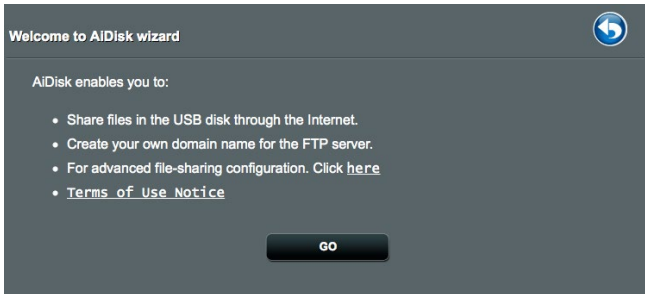 Welcome to AiDisk wizard
AiDisk enables you to:
• Share files in the USB disk through the Internet.
• Create your own domain name for the FTP server.
• For advanced file-sharing configuration. Click here
• Terms of Use Notice
GO